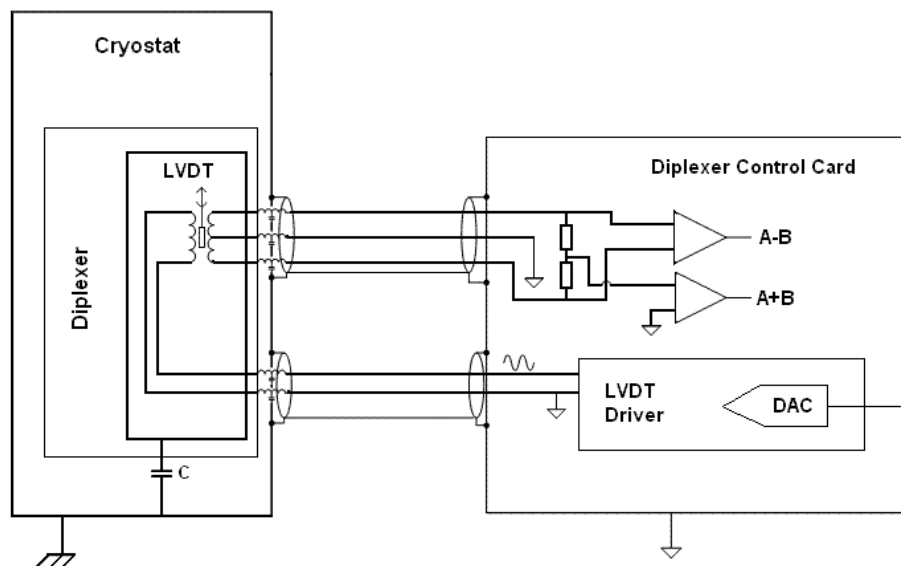 Cryostat
LVDT
Diplexer
C
Diplexer Control Card
A-B
A+B
LVDT
Driver
DAC